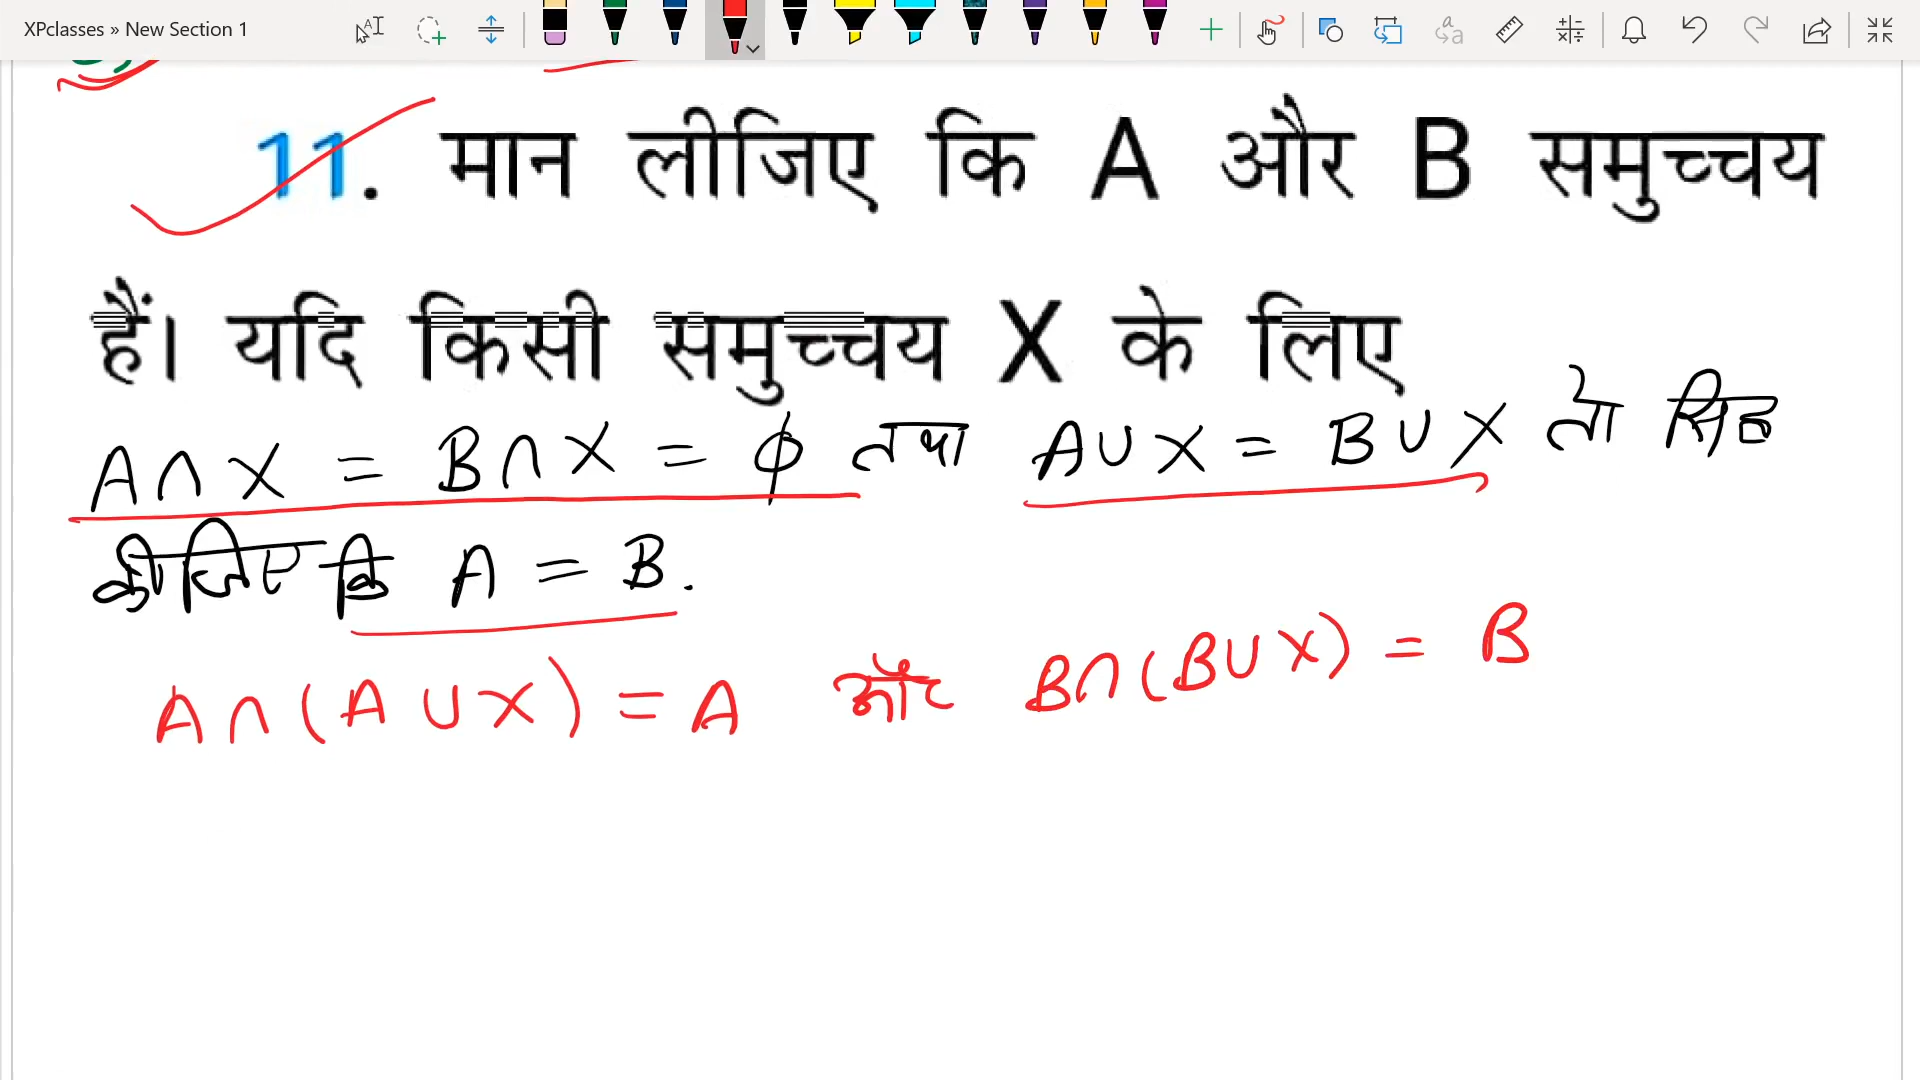 XPclasses » New Section 1
11. मान लीजिए कि A और B समुच्चय
हैं। यदि किसी समुच्चय X के लिए
A∩X = B∩X = ϕ तथा A∪X = B∪X तो सिद्ध
कीजिए कि A = B.
A∩(A∪X) = A और B∩(B∪X) = B